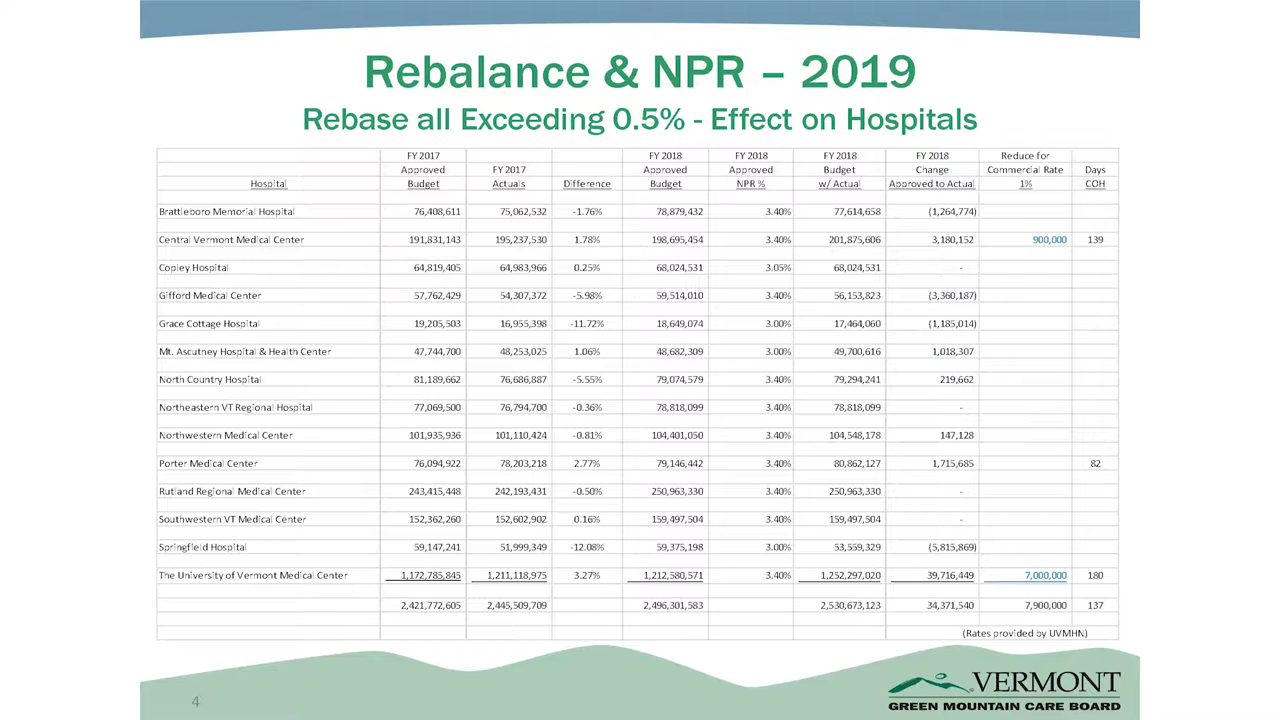 Rebalance & NPR – 2019
Rebase all Exceeding 0.5% - Effect on Hospitals
FY 2017 FY 2018 FY 2018 FY 2018 FY 2018 Reduce for
Approved FY 2017 Approved Approved Budget Change Commercial Rate Days
Hospital Budget Actuals Difference Budget NPR % w/ Actual Approved to Actual 1% COH
Brattleboro Memorial Hospital 76,408,611 75,062,532 -1.76% 78,879,432 3.40% 77,614,658 (1,264,774)
Central Vermont Medical Center 191,831,143 195,237,530 1.78% 198,695,454 3.40% 201,875,606 3,180,152 900,000 139
Copley Hospital 64,819,405 64,983,966 0.25% 68,024,531 3.05% 68,024,531 -
Gifford Medical Center 57,762,429 54,307,372 -5.98% 59,514,010 3.40% 56,153,823 (3,360,187)
Grace Cottage Hospital 19,205,503 16,955,398 -11.72% 18,649,074 3.00% 17,464,060 (1,185,014)
Mt. Ascutney Hospital & Health Center 47,744,700 48,253,025 1.06% 48,682,309 3.00% 49,700,616 1,018,307
North Country Hospital 81,189,662 76,686,887 -5.55% 79,074,579 3.40% 79,294,241 219,662
Northeastern VT Regional Hospital 77,069,500 76,794,700 -0.36% 78,818,099 3.40% 78,818,099 -
Northwestern Medical Center 101,935,936 101,110,424 -0.81% 104,401,050 3.40% 104,548,178 147,128
Porter Medical Center 76,094,922 78,203,218 2.77% 79,146,442 3.40% 80,862,127 1,715,685 82
Rutland Regional Medical Center 243,415,448 242,193,431 -0.50% 250,963,330 3.40% 250,963,330 -
Southwestern VT Medical Center 152,362,260 152,602,902 0.16% 159,497,504 3.40% 159,497,504 -
Springfield Hospital 59,147,241 51,999,349 -12.08% 59,375,198 3.00% 53,559,329 (5,815,869)
The University of Vermont Medical Center 1,172,785,845 1,211,118,975 3.27% 1,212,580,571 3.40% 1,252,297,020 39,716,449 7,000,000 180
2,421,772,605 2,445,509,709 2,496,301,583 2,530,673,123 34,371,540 7,900,000 137
(Rates provided by UVMHN)
4
VERMONT
GREEN MOUNTAIN CARE BOARD